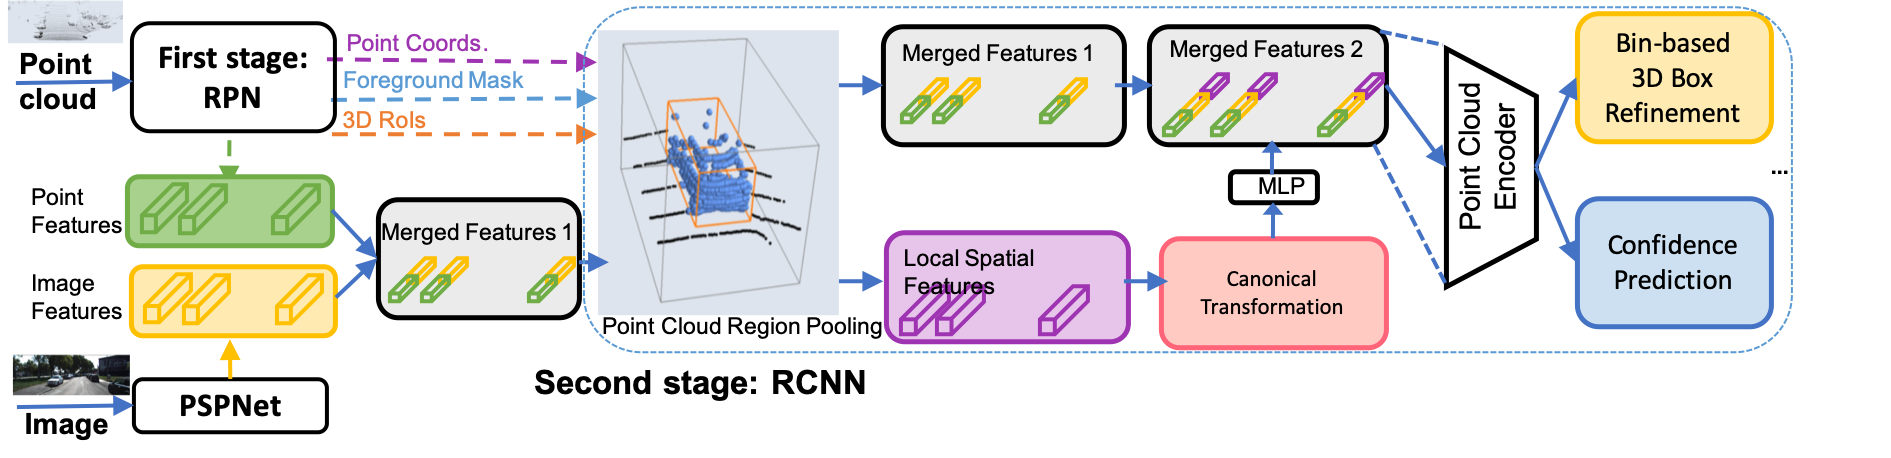 Point
cloud
First stage:
RPN
Point Coords.
Foreground Mask
3D RoIs
Point
Features
Image
Features
Image
PSPNet
Merged Features 1
Point Cloud Region Pooling
Second stage: RCNN
Merged Features 1
Merged Features 2
MLP
Local Spatial
Features
Canonical
Transformation
Point Cloud
Encoder
Bin-based
3D Box
Refinement
...
Confidence
Prediction